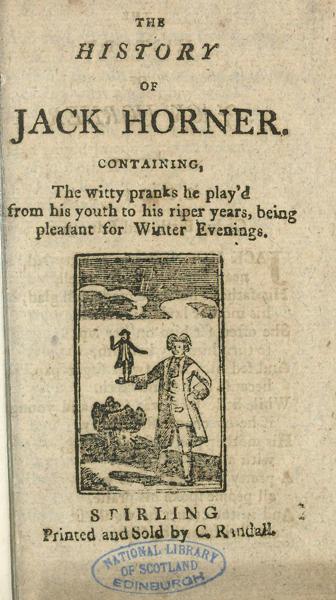 THE
HISTORY
OF
JACK HORNER.
CONTAINING,
The witty pranks he play'd
from his youth to his riper years, being
pleaſant for Winter Evenings.
STIRLING
Printed and Sold by C. Randall.
NATIONAL LIBRARY
OF SCOTLAND
EDINBURGH